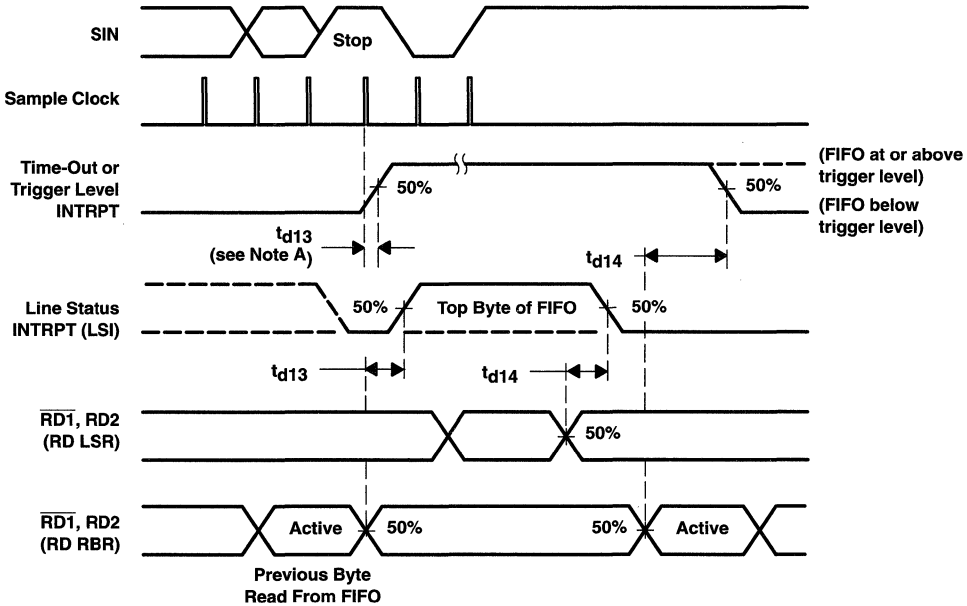 SIN
Stop
Sample Clock
Time-Out or
Trigger Level
INTRPT
50%
50%
(FIFO at or above
trigger level)
(FIFO below
trigger level)
td13
(see Note A)
td14
Line Status
INTRPT (LSI)
50%
Top Byte of FIFO
50%
td13
td14
RD1, RD2
(RD LSR)
50%
RD1, RD2
(RD RBR)
Active
50%
50%
Active
Previous Byte
Read From FIFO